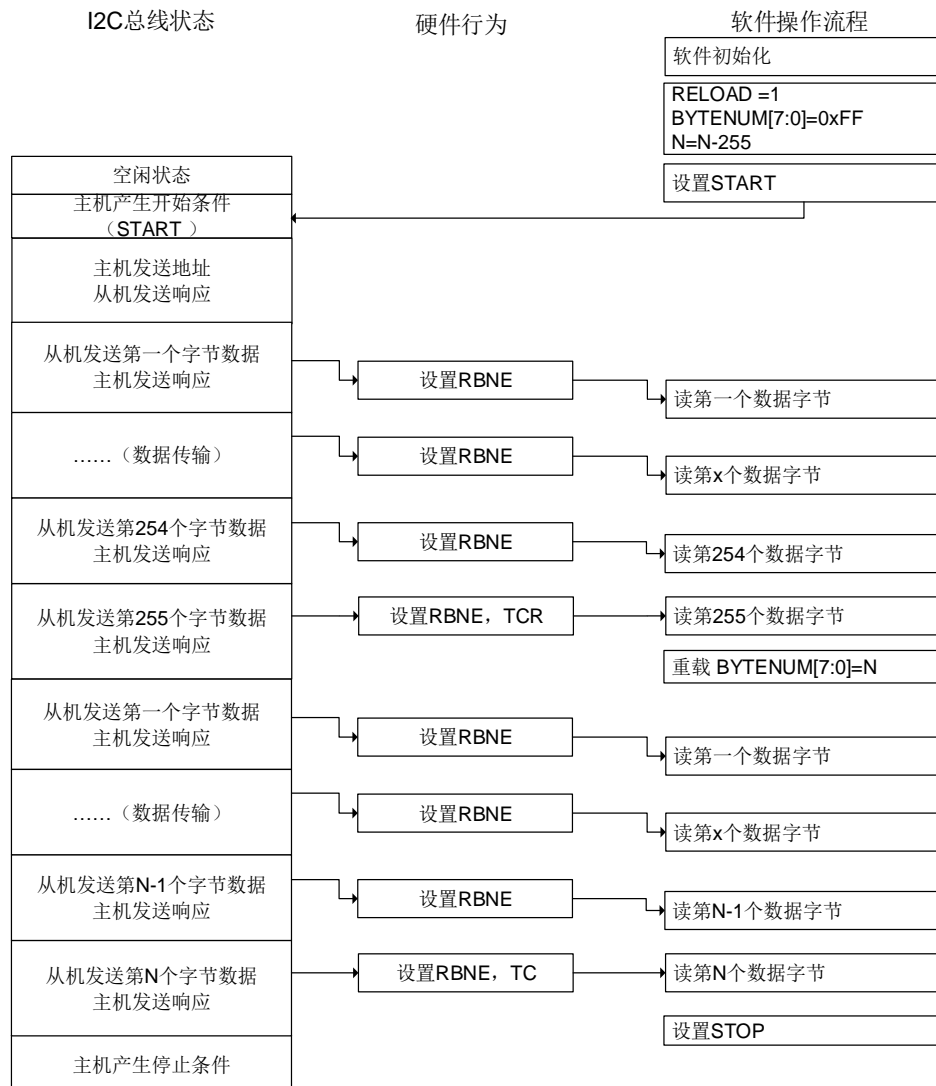 I2C总线状态
硬件行为
软件操作流程
软件初始化
RELOAD =1
BYTENUM[7:0]=0xFF
N=N-255
空闲状态
设置START
主机产生开始条件
（START ）
主机发送地址
从机发送响应
从机发送第一个字节数据
主机发送响应
设置RBNE
读第一个数据字节
……（数据传输）
设置RBNE
读第x个数据字节
从机发送第254个字节数据
主机发送响应
设置RBNE
读第254个数据字节
从机发送第255个字节数据
主机发送响应
设置RBNE，TCR
读第255个数据字节
重载 BYTENUM[7:0]=N
从机发送第一个字节数据
主机发送响应
设置RBNE
读第一个数据字节
……（数据传输）
设置RBNE
读第x个数据字节
从机发送第N-1个字节数据
主机发送响应
设置RBNE
读第N-1个数据字节
从机发送第N个字节数据
主机发送响应
设置RBNE，TC
读第N个数据字节
设置STOP
主机产生停止条件